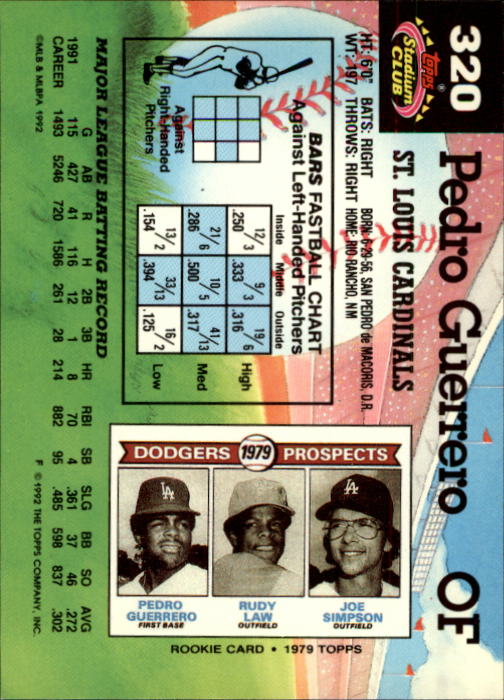 320
Topps
Stadium
CLUB
Pedro Guerrero OF
ST. LOUIS CARDINALS
HT: 6'0" BATS: RIGHT BORN: 6-29-56, SAN PEDRO de MACORIS, D.R.
WT: 197 THROWS: RIGHT HOME: RIO RANCHO, NM
BARS FASTBALL CHART
Against Left-Handed Pitchers
Inside Middle Outside
12/3 9/3 19/6
.250 .333 .316 High
21/6 10/5 41/13
.286 .500 .317 Med
13/2 33/13 16/2
.154 .394 .125 Low
Against
Right-Handed
Pitchers
DODGERS 1979 PROSPECTS
LA
LA
PEDRO
GUERRERO
FIRST BASE
RUDY
LAW
OUTFIELD
JOE
SIMPSON
OUTFIELD
ROOKIE CARD • 1979 TOPPS
MAJOR LEAGUE BATTING RECORD
G AB R H 2B 3B HR RBI SB SLG BB SO AVG
1991 115 427 41 116 12 1 8 70 4 .361 37 46 .272
CAREER 1493 5246 720 1586 261 28 214 882 95 .485 598 837 .302
©MLB & MLBPA 1992
F © 1992 THE TOPPS COMPANY, INC.